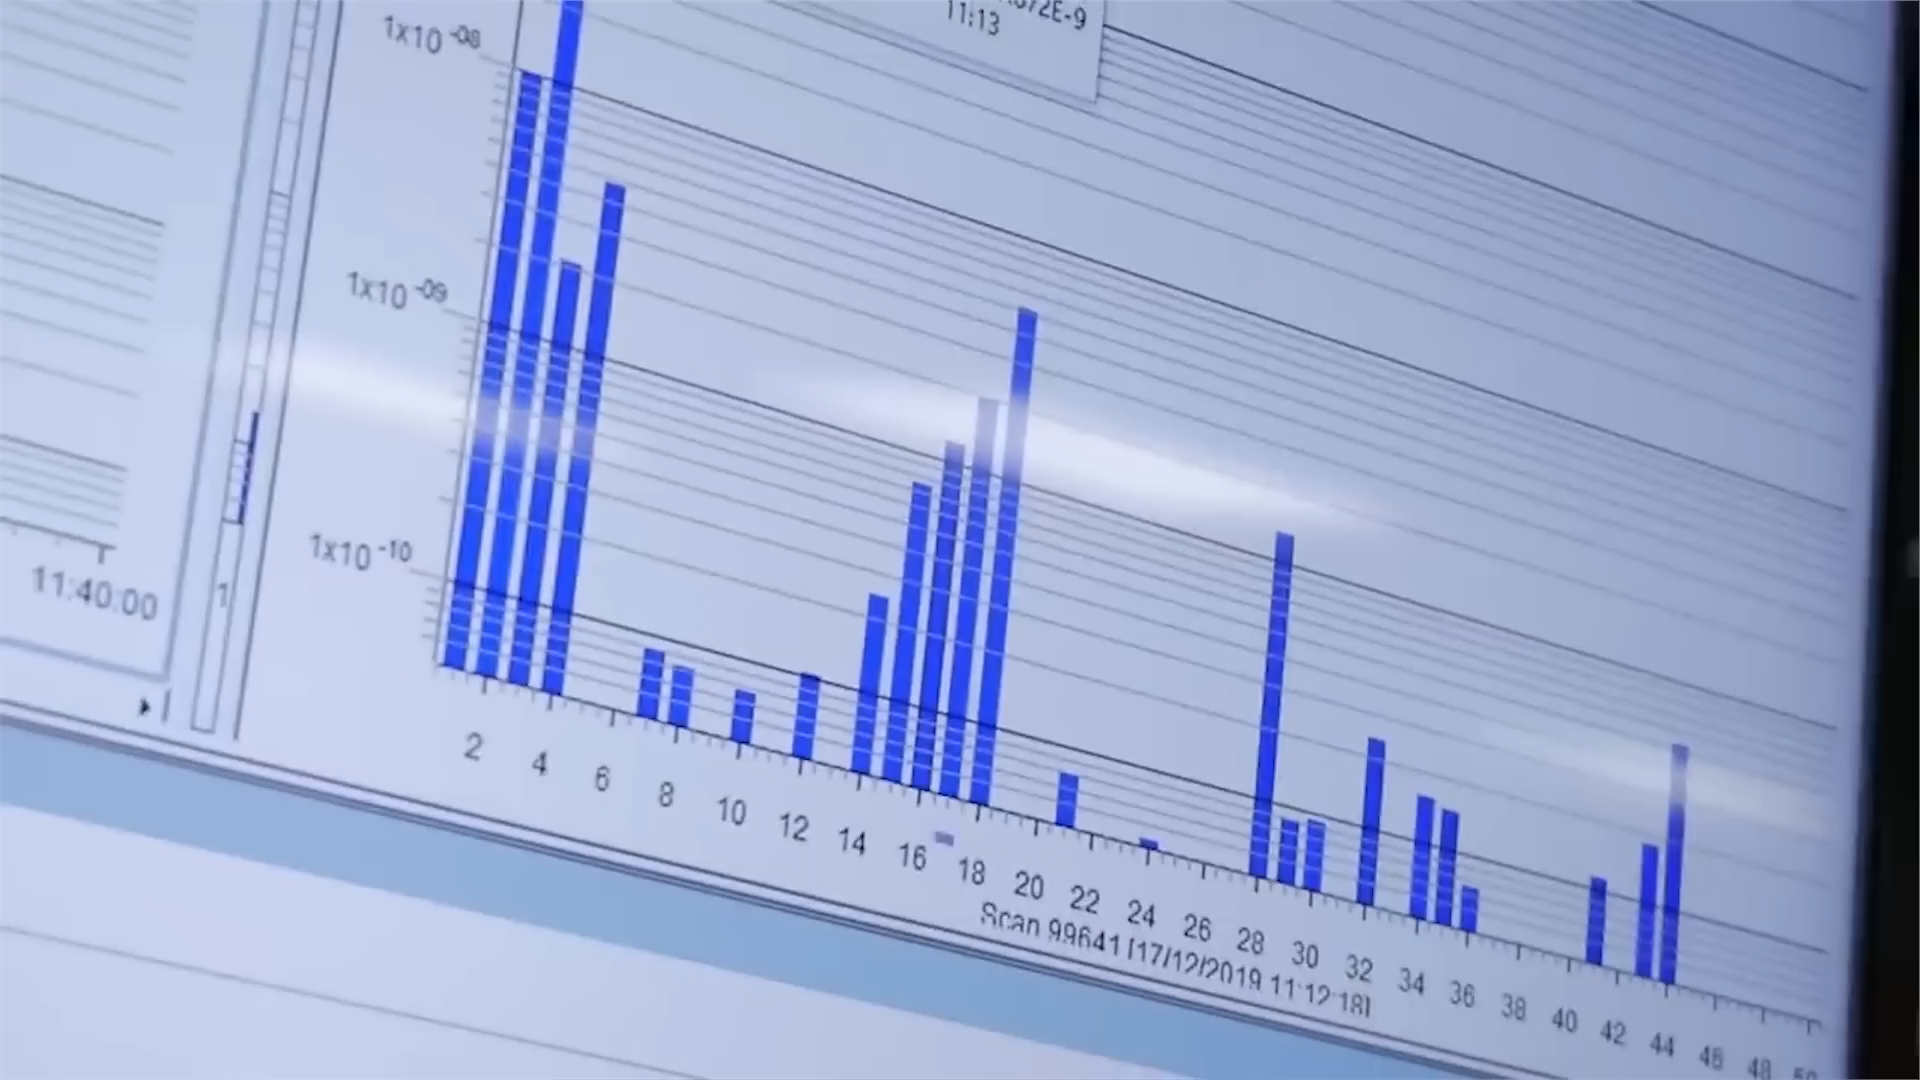 11:13
1x10 -08
1x10 -09
1x10 -10
11:40:00
1
2 4 6 8 10 12 14 16 18 20 22 24 26 28 30 32 34 36 38 40 42 44 46 48 50
Scan 99641 [17/12/2019 11:12:18]